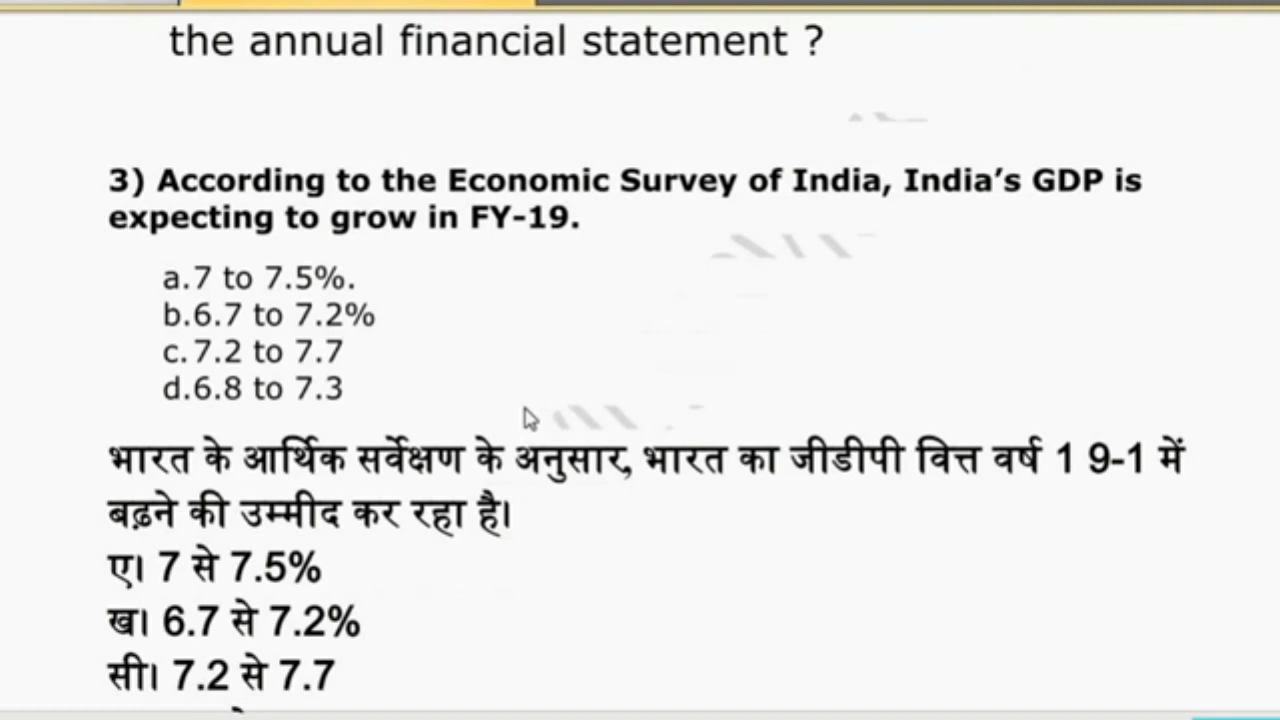 the annual financial statement ?
3) According to the Economic Survey of India, India’s GDP is
expecting to grow in FY-19.
a.7 to 7.5%.
b.6.7 to 7.2%
c.7.2 to 7.7
d.6.8 to 7.3
भारत के आर्थिक सर्वेक्षण के अनुसार, भारत का जीडीपी वित्त वर्ष 1 9-1 में
बढ़ने की उम्मीद कर रहा है।
ए। 7 से 7.5%
ख। 6.7 से 7.2%
सी। 7.2 से 7.7